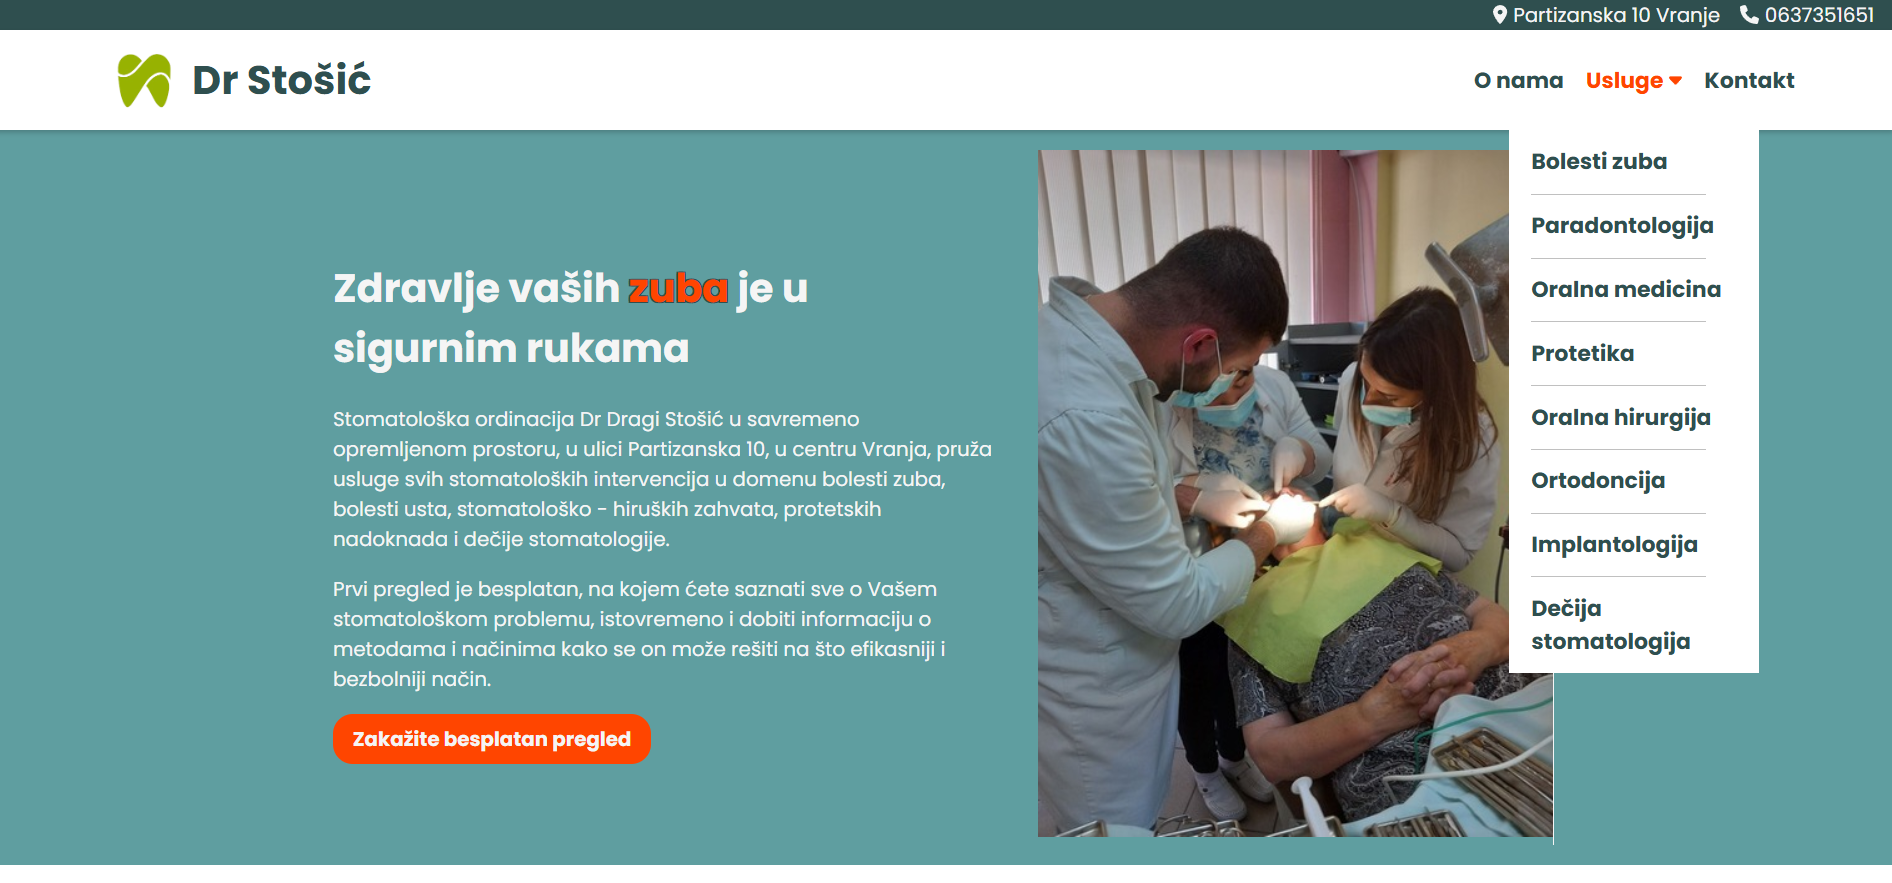 Partizanska 10 Vranje 0637351651
Dr Stošić
O nama Usluge Kontakt
Bolesti zuba
Paradontologija
Oralna medicina
Protetika
Oralna hirurgija
Ortodoncija
Implantologija
Dečija
stomatologija
Zdravlje vaših zuba je u
sigurnim rukama
Stomatološka ordinacija Dr Dragi Stošić u savremeno
opremljenom prostoru, u ulici Partizanska 10, u centru Vranja, pruža
usluge svih stomatoloških intervencija u domenu bolesti zuba,
bolesti usta, stomatološko - hiruških zahvata, protetskih
nadoknada i dečije stomatologije.
Prvi pregled je besplatan, na kojem ćete saznati sve o Vašem
stomatološkom problemu, istovremeno i dobiti informaciju o
metodama i načinima kako se on može rešiti na što efikasniji i
bezbolniji način.
Zakažite besplatan pregled